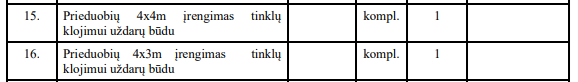 15. Prieduobių 4x4m įrengimas tinklų kompl. 1
klojimui uždarų būdu
16. Prieduobių 4x3m įrengimas tinklų kompl. 1
klojimui uždarų būdu